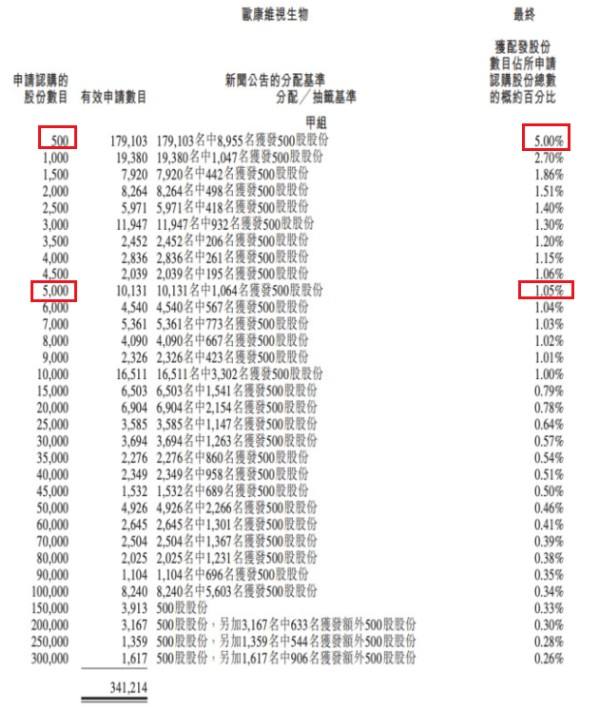 歐康維視生物 最終
獲配發股份
數目佔所申請
申請認購的 新聞公告的分配基準 認購股份總數
股份數目 有效申請數目 分配／抽籤基準 的概約百分比
甲組
500 179,103 179,103名中8,955名獲發500股股份 5.00%
1,000 19,380 19,380名中1,047名獲發500股股份 2.70%
1,500 7,920 7,920名中442名獲發500股股份 1.86%
2,000 8,264 8,264名中498名獲發500股股份 1.51%
2,500 5,971 5,971名中418名獲發500股股份 1.40%
3,000 11,947 11,947名中932名獲發500股股份 1.30%
3,500 2,452 2,452名中206名獲發500股股份 1.20%
4,000 2,836 2,836名中261名獲發500股股份 1.15%
4,500 2,039 2,039名中195名獲發500股股份 1.06%
5,000 10,131 10,131名中1,064名獲發500股股份 1.05%
6,000 4,540 4,540名中567名獲發500股股份 1.04%
7,000 5,361 5,361名中773名獲發500股股份 1.03%
8,000 4,090 4,090名中667名獲發500股股份 1.02%
9,000 2,326 2,326名中423名獲發500股股份 1.01%
10,000 16,511 16,511名中3,302名獲發500股股份 1.00%
15,000 6,503 6,503名中1,541名獲發500股股份 0.79%
20,000 6,904 6,904名中2,154名獲發500股股份 0.78%
25,000 3,585 3,585名中1,147名獲發500股股份 0.64%
30,000 3,694 3,694名中1,263名獲發500股股份 0.57%
35,000 2,276 2,276名中860名獲發500股股份 0.54%
40,000 2,349 2,349名中958名獲發500股股份 0.51%
45,000 1,532 1,532名中689名獲發500股股份 0.50%
50,000 4,926 4,926名中2,266名獲發500股股份 0.46%
60,000 2,645 2,645名中1,301名獲發500股股份 0.41%
70,000 2,504 2,504名中1,367名獲發500股股份 0.39%
80,000 2,025 2,025名中1,231名獲發500股股份 0.38%
90,000 1,104 1,104名中696名獲發500股股份 0.35%
100,000 8,240 8,240名中5,603名獲發500股股份 0.34%
150,000 3,913 500股股份 0.33%
200,000 3,167 500股股份，另加3,167名中633名獲發額外500股股份 0.30%
250,000 1,359 500股股份，另加1,359名中544名獲發額外500股股份 0.28%
300,000 1,617 500股股份，另加1,617名中906名獲發額外500股股份 0.26%
341,214